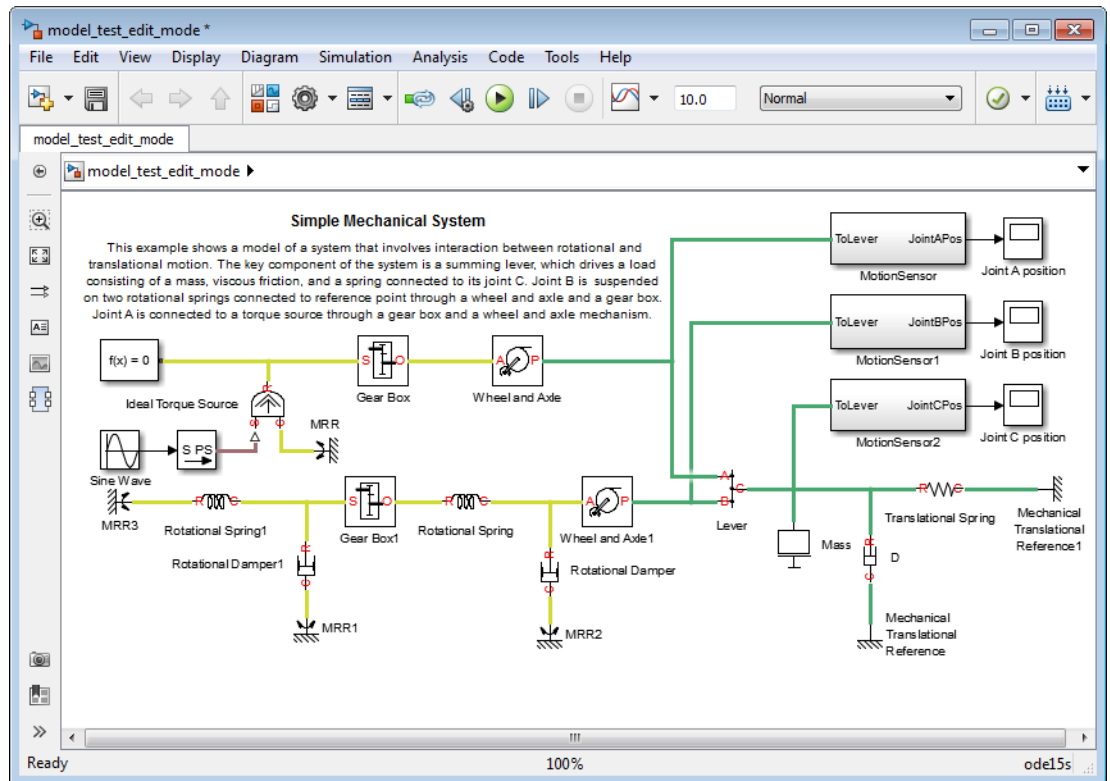 model_test_edit_mode *
File Edit View Display Diagram Simulation Analysis Code Tools Help
10.0 Normal
model_test_edit_mode
model_test_edit_mode
Simple Mechanical System
This example shows a model of a system that involves interaction between rotational and
translational motion. The key component of the system is a summing lever, which drives a load
consisting of a mass, viscous friction, and a spring connected to its joint C. Joint B is suspended
on two rotational springs connected to reference point through a wheel and axle and a gear box.
Joint A is connected to a torque source through a gear box and a wheel and axle mechanism.
ToLever JointAPos
MotionSensor
Joint A position
ToLever JointBPos
MotionSensor1
Joint B position
ToLever JointCPos
MotionSensor2
Joint C position
f(x) = 0
S O
Gear Box
A P
Wheel and Axle
Ideal Torque Source
R
S C
MRR
Sine Wave
S PS
MRR3
R C
Rotational Spring1
S O
Gear Box1
R C
Rotational Spring
A P
Wheel and Axle1
A
B
C
Lever
R C
Translational Spring
Mechanical
Translational
Reference1
Rotational Damper1
R
C
MRR1
Rotational Damper
R
C
MRR2
Mass
R
D
C
Mechanical
Translational
Reference
Ready 100% ode15s